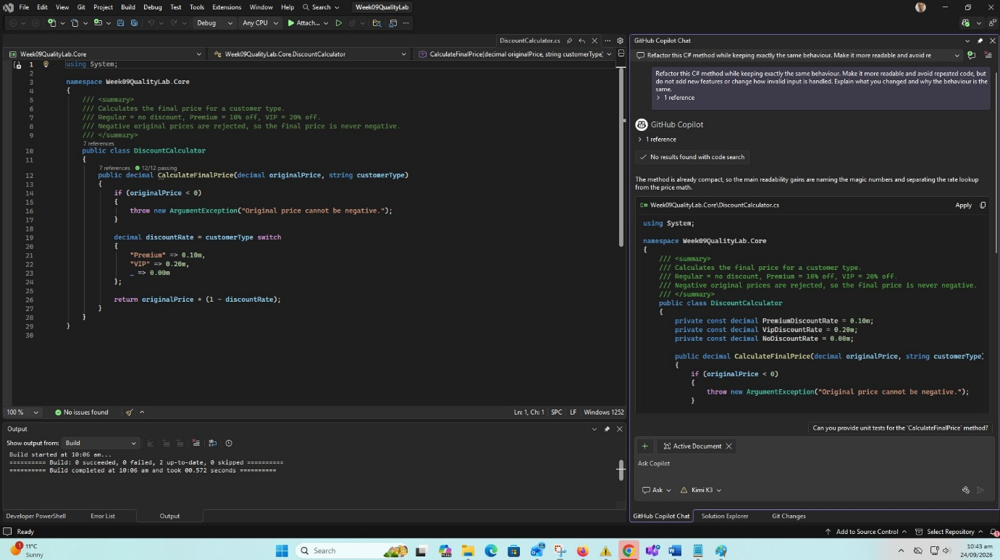 File Edit View Git Project Build Debug Test Tools Extensions Window Help Search Week09QualityLab
Debug Any CPU Attach...
DiscountCalculator.cs
Week09QualityLab.Core Week09QualityLab.Core.DiscountCalculator CalculateFinalPrice(decimal originalPrice, string customerType)
1 using System;
2
3 namespace Week09QualityLab.Core
4 {
5 /// <summary>
6 /// Calculates the final price for a customer type.
7 /// Regular = no discount, Premium = 10% off, VIP = 20% off.
8 /// Negative original prices are rejected, so the final price is never negative.
9 /// </summary>
7 references
10 public class DiscountCalculator
11 {
7 references 12/12 passing
12 public decimal CalculateFinalPrice(decimal originalPrice, string customerType)
13 {
14 if (originalPrice < 0)
15 {
16 throw new ArgumentException("Original price cannot be negative.");
17 }
18
19 decimal discountRate = customerType switch
20 {
21 "Premium" => 0.10m,
22 "VIP" => 0.20m,
23 _ => 0.00m
24 };
25
26 return originalPrice * (1 - discountRate);
27 }
28 }
29 }
30
100 % No issues found Ln: 1, Ch: 1 SPC LF Windows 1252
Output
Show output from: Build
Build started at 10:06 am...
========== Build: 0 succeeded, 0 failed, 2 up-to-date, 0 skipped ==========
========== Build completed at 10:06 am and took 00.572 seconds ==========
Developer PowerShell Error List Output
GitHub Copilot Chat
Refactor this C# method while keeping exactly the same behaviour. Make it more readable and avoid re
Refactor this C# method while keeping exactly the same behaviour. Make it more readable and avoid repeated code, but
do not add new features or change how invalid input is handled. Explain what you changed and why the behaviour is the
same.
1 reference
GitHub Copilot
1 reference
No results found with code search
The method is already compact, so the main readability gains are naming the magic numbers and separating the rate lookup
from the price math.
C# Week09QualityLab.Core\DiscountCalculator.cs Apply
using System;
namespace Week09QualityLab.Core
{
/// <summary>
/// Calculates the final price for a customer type.
/// Regular = no discount, Premium = 10% off, VIP = 20% off.
/// Negative original prices are rejected, so the final price is never negative.
/// </summary>
public class DiscountCalculator
{
private const decimal PremiumDiscountRate = 0.10m;
private const decimal VipDiscountRate = 0.20m;
private const decimal NoDiscountRate = 0.00m;
public decimal CalculateFinalPrice(decimal originalPrice, string customerType)
{
if (originalPrice < 0)
{
throw new ArgumentException("Original price cannot be negative.");
}
Can you provide unit tests for the `CalculateFinalPrice` method?
Active Document
Ask Copilot
Ask Kimi K3
GitHub Copilot Chat Solution Explorer Git Changes
Ready Add to Source Control Select Repository 1
1 11°C
Sunny
Search
10:43 am
24/09/2026